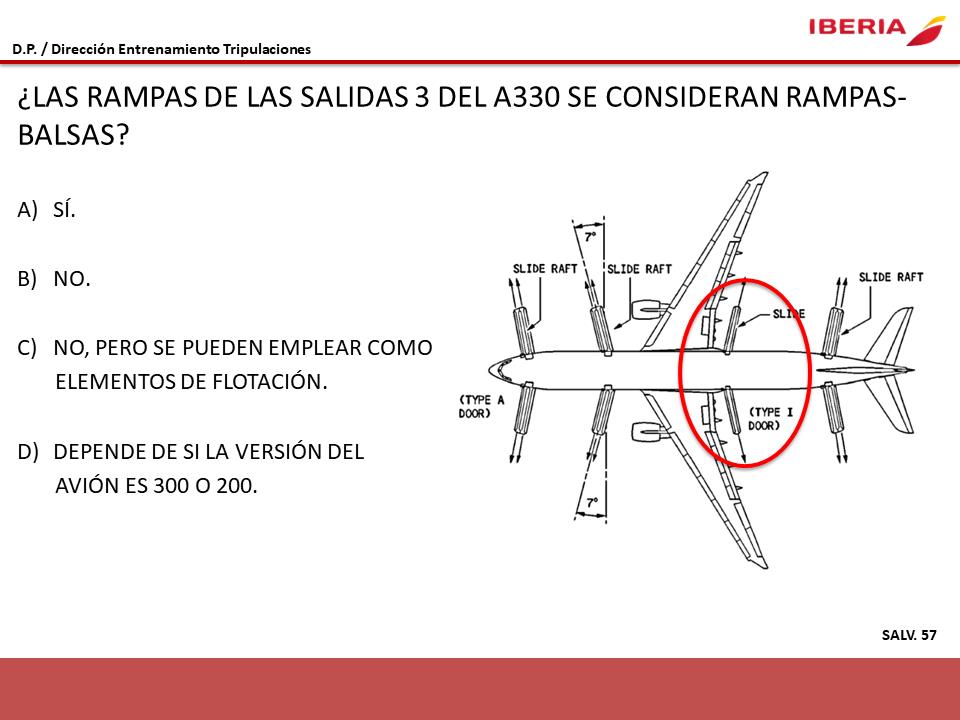 IBERIA
D.P. / Dirección Entrenamiento Tripulaciones
¿LAS RAMPAS DE LAS SALIDAS 3 DEL A330 SE CONSIDERAN RAMPAS-
BALSAS?
A) SÍ.
B) NO.
C) NO, PERO SE PUEDEN EMPLEAR COMO
ELEMENTOS DE FLOTACIÓN.
D) DEPENDE DE SI LA VERSIÓN DEL
AVIÓN ES 300 O 200.
7°
SLIDE RAFT
SLIDE RAFT
SLIDE RAFT
SLIDE
(TYPE A
DOOR)
(TYPE I
DOOR)
7°
SALV. 57